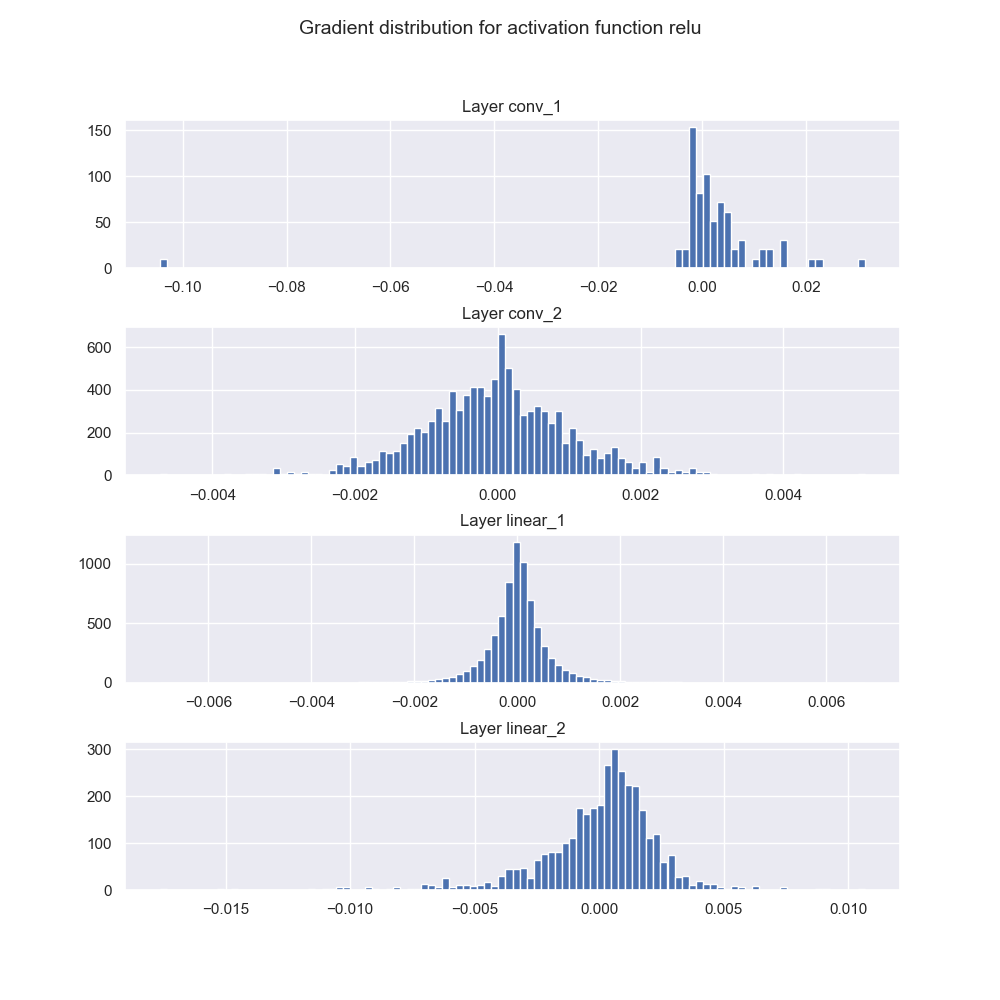 Gradient distribution for activation function relu
Layer conv_1
150
100
50
0
−0.10 −0.08 −0.06 −0.04 −0.02 0.00 0.02
Layer conv_2
600
400
200
0
−0.004 −0.002 0.000 0.002 0.004
Layer linear_1
1000
500
0
−0.006 −0.004 −0.002 0.000 0.002 0.004 0.006
Layer linear_2
300
200
100
0
−0.015 −0.010 −0.005 0.000 0.005 0.010